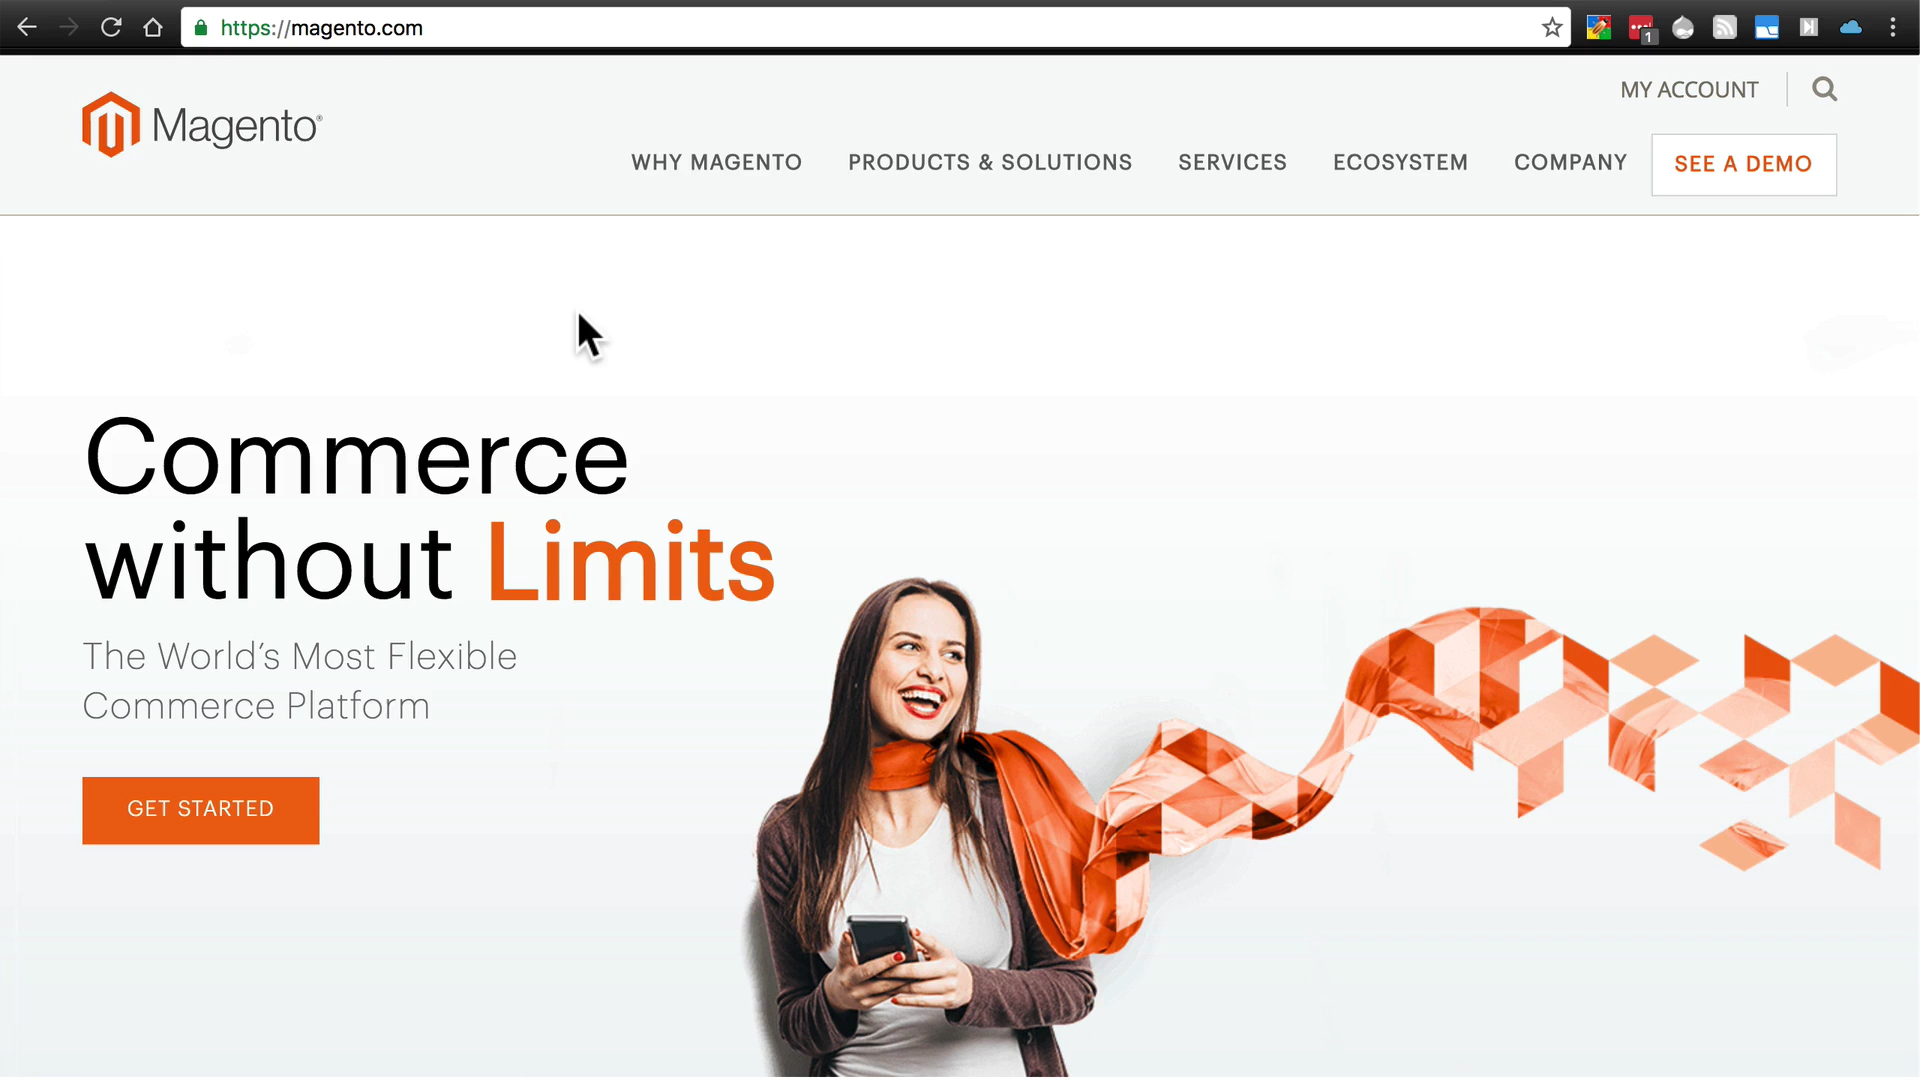 https://magento.com
1
MY ACCOUNT
Magento®
WHY MAGENTO PRODUCTS & SOLUTIONS SERVICES ECOSYSTEM COMPANY SEE A DEMO
Commerce
without Limits
The World's Most Flexible
Commerce Platform
GET STARTED